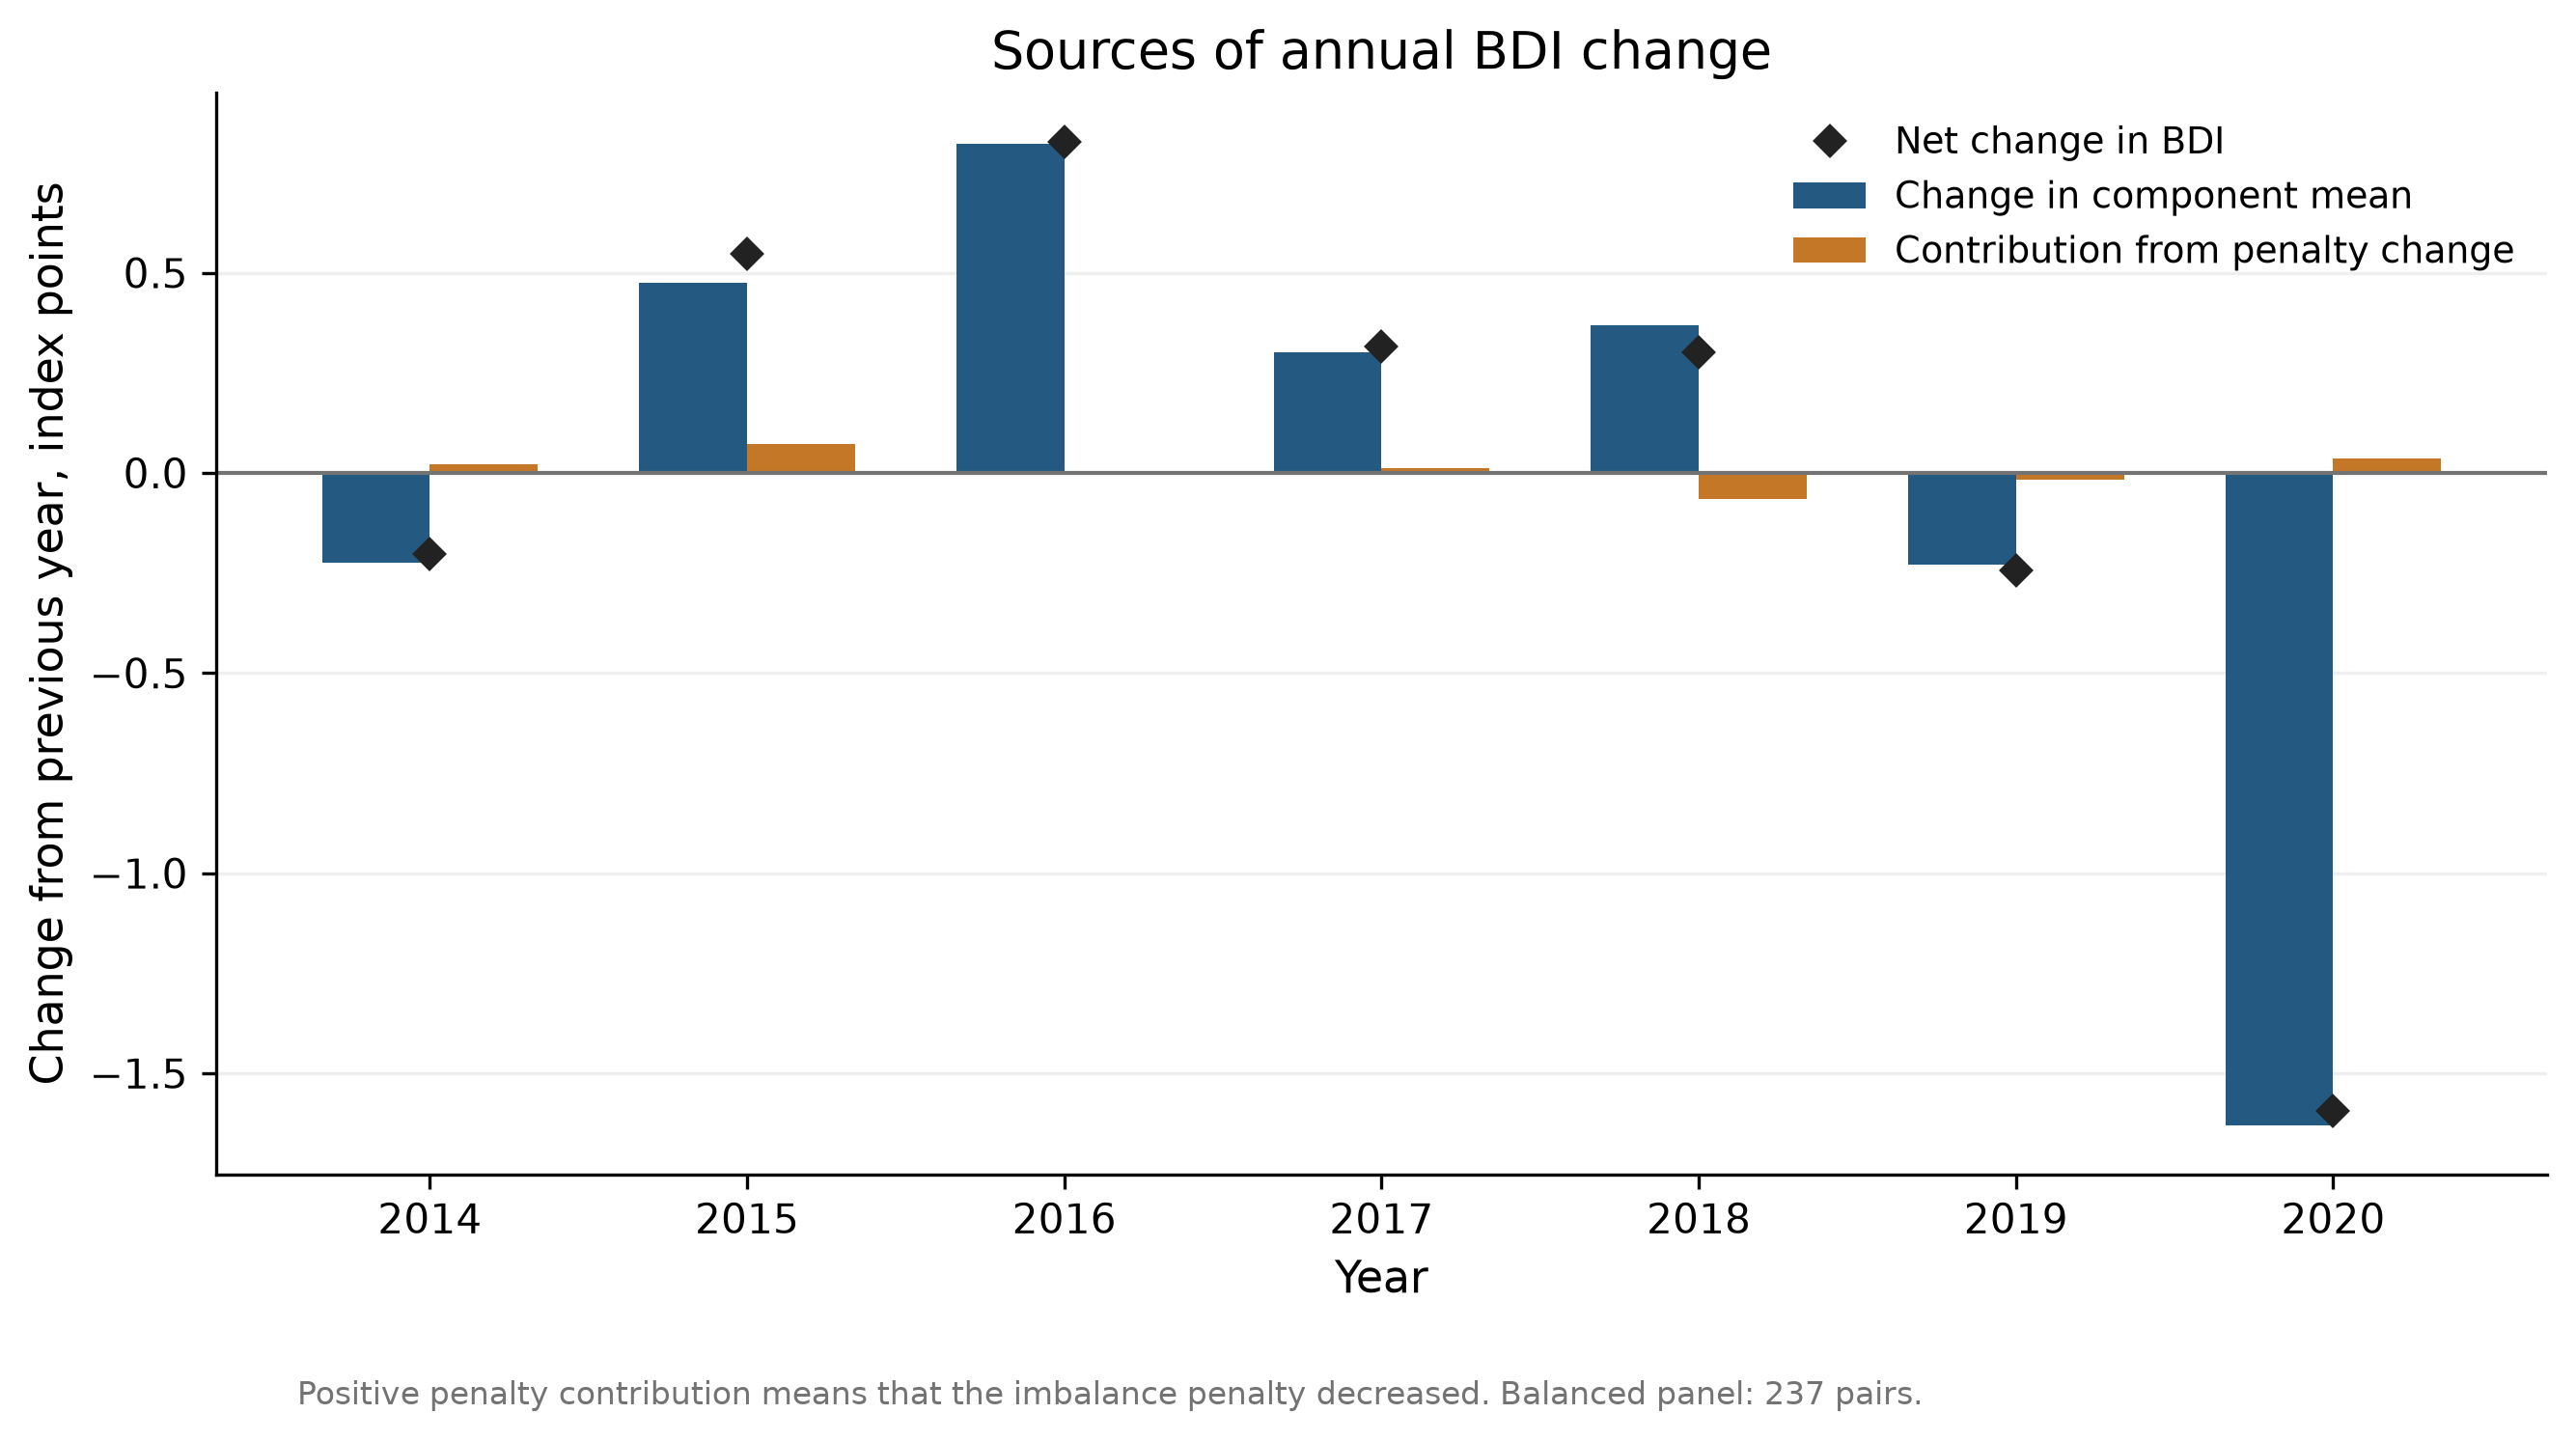 Sources of annual BDI change
Net change in BDI
Change in component mean
Contribution from penalty change
Change from previous year, index points
0.5
0.0
−0.5
−1.0
−1.5
2014 2015 2016 2017 2018 2019 2020
Year
Positive penalty contribution means that the imbalance penalty decreased. Balanced panel: 237 pairs.